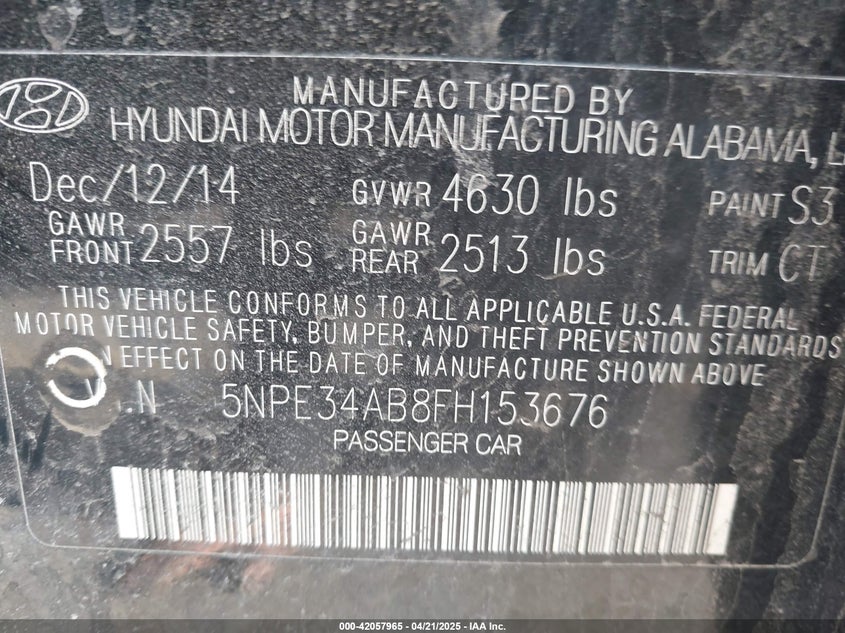 MANUFACTURED BY
HYUNDAI MOTOR MANUFACTURING ALABAMA,
Dec/12/14 GVWR 4630 lbs PAINT S3
GAWR FRONT 2557 lbs GAWR REAR 2513 lbs TRIM CT
THIS VEHICLE CONFORMS TO ALL APPLICABLE U.S.A. FEDERAL
MOTOR VEHICLE SAFETY, BUMPER, AND THEFT PREVENTION STANDARDS
IN EFFECT ON THE DATE OF MANUFACTURE SHOWN ABOVE
V.I.N 5NPE34AB8FH153676
PASSENGER CAR
000-42057965 | 04/21/2025 - IAA Inc.